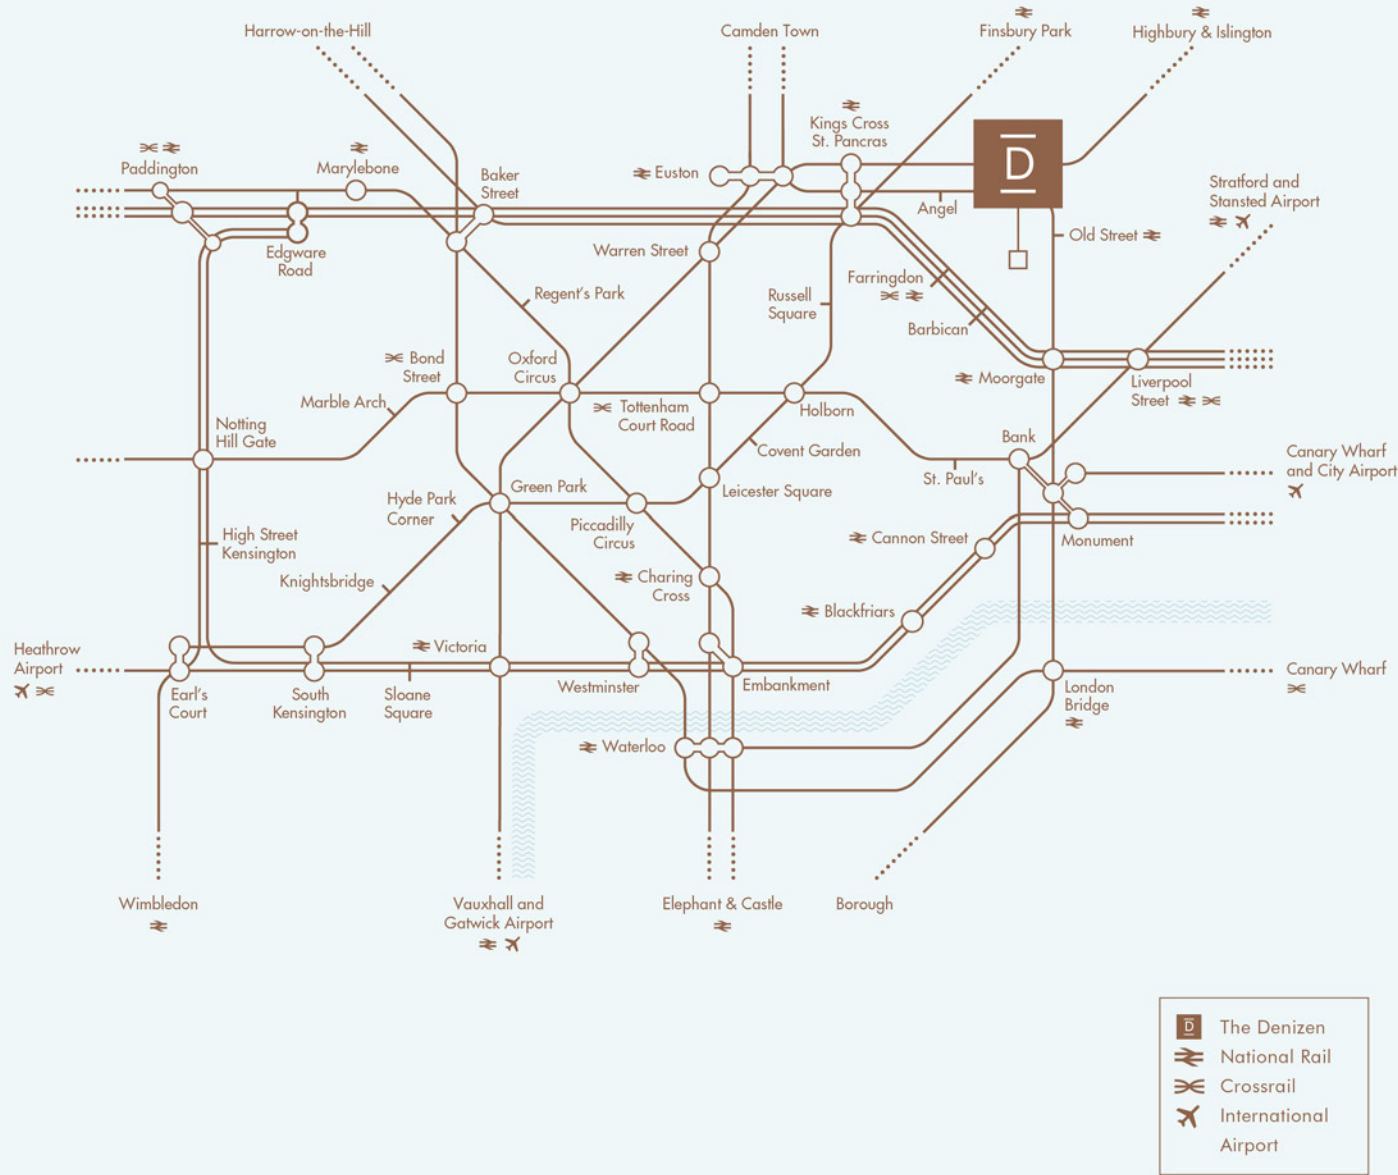 Harrow-on-the-Hill
Camden Town
Finsbury Park
Highbury & Islington
Kings Cross
St. Pancras
D
Paddington
Marylebone
Baker
Street
Euston
Angel
Stratford and
Stansted Airport
Old Street
Edgware
Road
Warren Street
Farringdon
Regent's Park
Russell
Square
Barbican
Bond
Street
Oxford
Circus
Moorgate
Liverpool
Street
Marble Arch
Tottenham
Court Road
Holborn
Notting
Hill Gate
Covent Garden
Bank
St. Paul's
Canary Wharf
and City Airport
Hyde Park
Corner
Green Park
Leicester Square
Piccadilly
Circus
High Street
Kensington
Cannon Street
Monument
Knightsbridge
Charing
Cross
Blackfriars
Heathrow
Airport
Victoria
Earl's
Court
South
Kensington
Sloane
Square
Westminster
Embankment
London
Bridge
Canary Wharf
Waterloo
Wimbledon
Vauxhall and
Gatwick Airport
Elephant & Castle
Borough
D The Denizen
National Rail
Crossrail
International
Airport